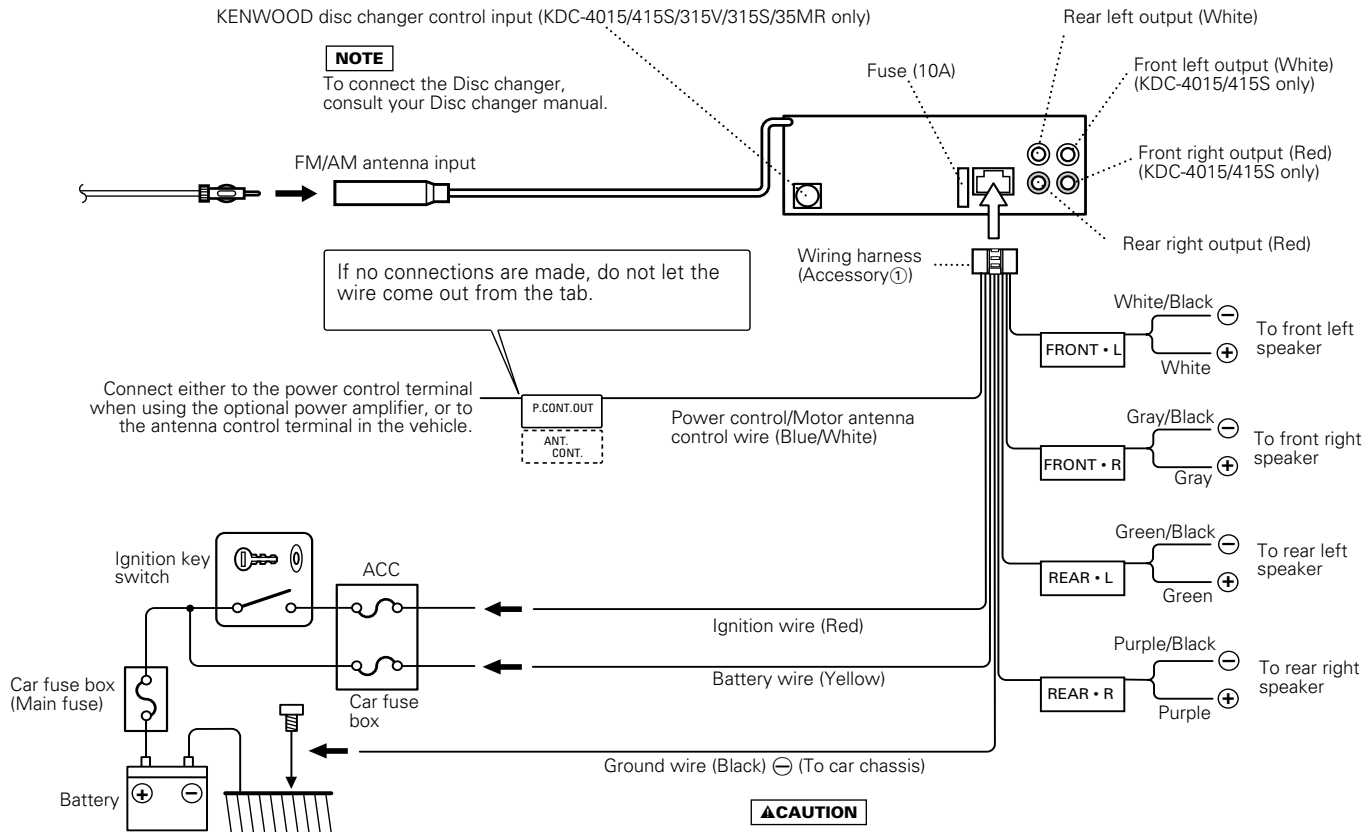 KENWOOD disc changer control input (KDC-4015/415S/315V/315S/35MR only)
Rear left output (White)
NOTE
To connect the Disc changer,
consult your Disc changer manual.
Fuse (10A)
Front left output (White)
(KDC-4015/415S only)
FM/AM antenna input
Front right output (Red)
(KDC-4015/415S only)
Rear right output (Red)
Wiring harness
(Accessory①)
If no connections are made, do not let the
wire come out from the tab.
White/Black
⊖
FRONT • L
To front left
speaker
White
⊕
Connect either to the power control terminal
when using the optional power amplifier, or to
the antenna control terminal in the vehicle.
P.CONT.OUT
ANT.
CONT.
Power control/Motor antenna
control wire (Blue/White)
Gray/Black
⊖
FRONT • R
To front right
speaker
Gray
⊕
Ignition key
switch
ACC
Ignition wire (Red)
Green/Black
⊖
REAR • L
To rear left
speaker
Green
⊕
Battery wire (Yellow)
Car fuse box
(Main fuse)
Car fuse
box
Purple/Black
⊖
REAR • R
To rear right
speaker
Purple
⊕
Ground wire (Black) ⊖ (To car chassis)
Battery
⊕
⊖
▲CAUTION